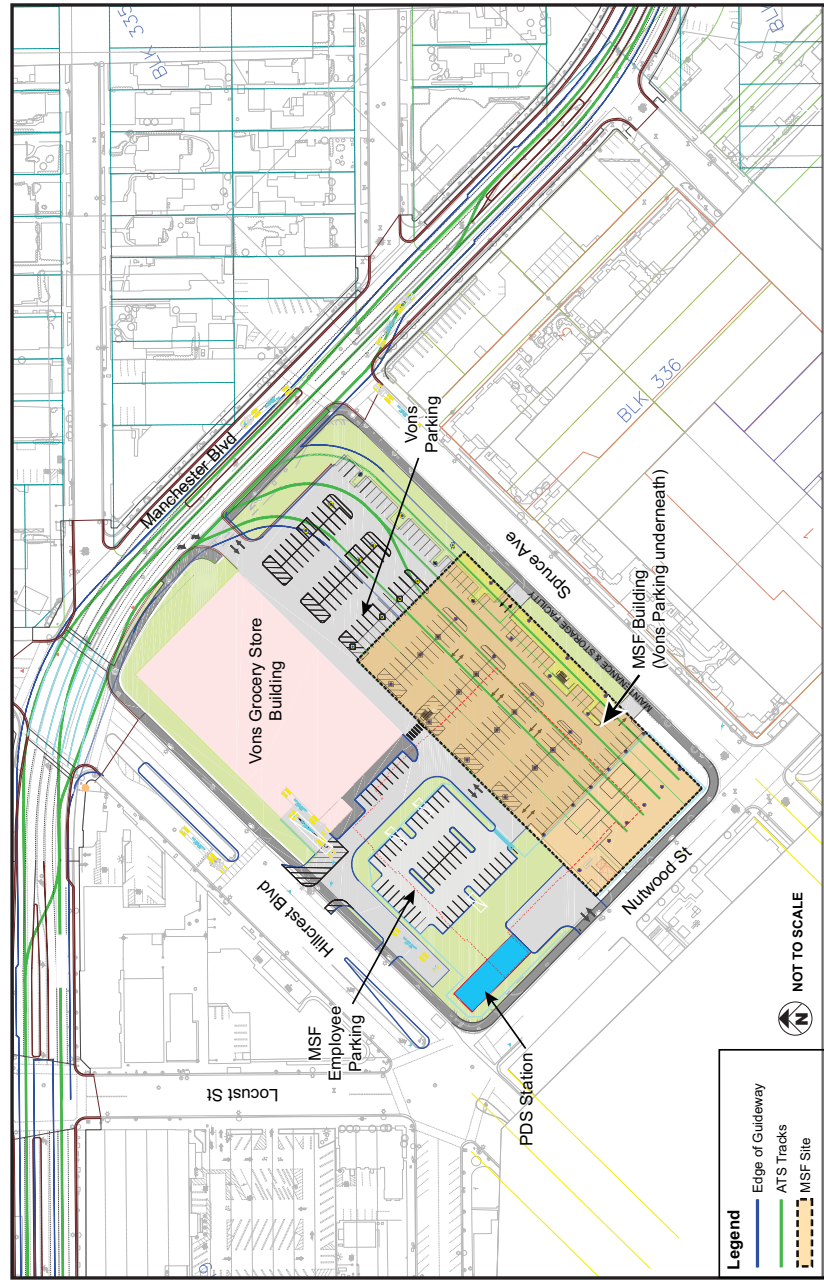 BLK 335
BLK
Manchester Blvd
Vons
Parking
BLK 336
Vons Grocery Store
Building
Spruce Ave
MAINTENANCE & STORAGE FACILITY
MSF Building
(Vons Parking underneath)
Hillcrest Blvd
Nutwood St
MSF
Employee
Parking
PDS Station
Locust St
N
NOT TO SCALE
Legend
Edge of Guideway
ATS Tracks
MSF Site